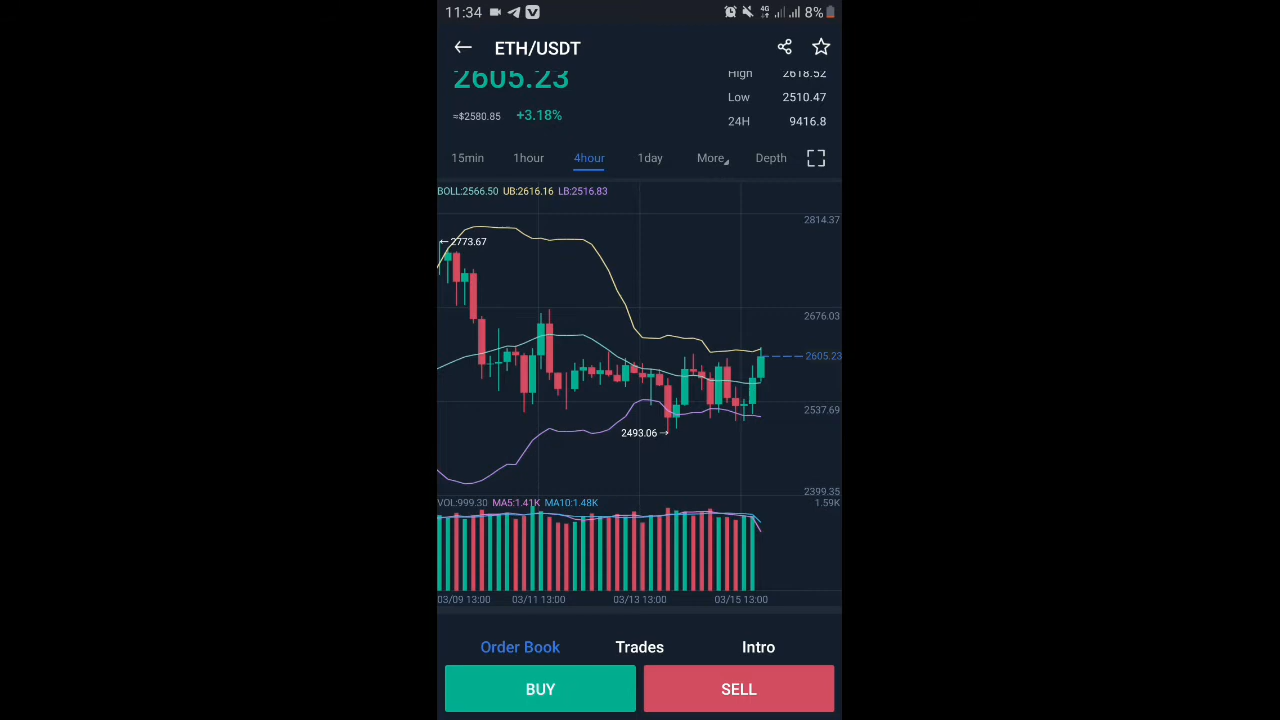 11:34 4G 8%
ETH/USDT
2605.23 High 2618.52
≈$2580.85 +3.18% Low 2510.47
24H 9416.8
15min 1hour 4hour 1day More Depth
BOLL:2566.50 UB:2616.16 LB:2516.83
2814.37
←2773.67
2676.03
2605.23
2537.69
2493.06→
2399.35
VOL:999.30 MA5:1.41K MA10:1.48K 1.59K
03/09 13:00 03/11 13:00 03/13 13:00 03/15 13:00
Order Book Trades Intro
BUY SELL